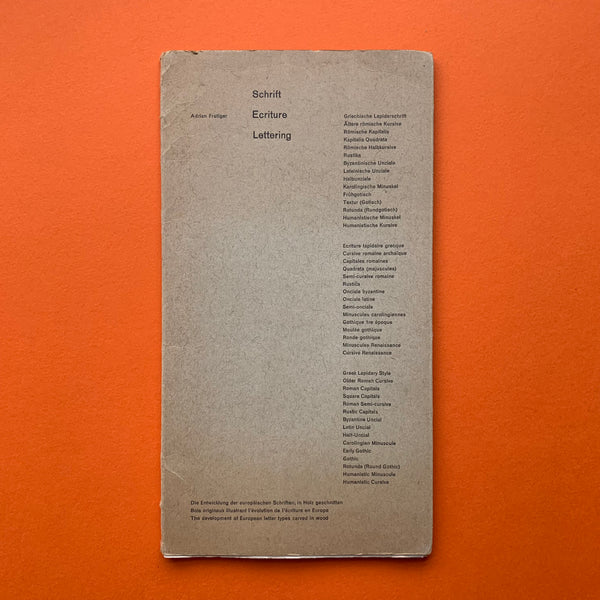 Schrift
Ecriture
Lettering
Adrian Frutiger
Griechische Lapidarschrift
Ältere römische Kursive
Römische Kapitalis
Kapitalis Quadrata
Römische Halbkursive
Rustika
Byzantinische Unziale
Lateinische Unziale
Halbunziale
Karolingische Minuskel
Frühgotisch
Textur (Gotisch)
Rotunda (Rundgotisch)
Humanistische Minuskel
Humanistische Kursive
Ecriture lapidaire grecque
Cursive romaine archaïque
Capitales romaines
Quadrata (majuscules)
Semi-cursive romaine
Rustica
Onciale byzantine
Onciale latine
Semi-onciale
Minuscules carolingiennes
Gothique 1re époque
Moulée gothique
Ronde gothique
Minuscules Renaissance
Cursive Renaissance
Greek Lapidary Style
Older Roman Cursive
Roman Capitals
Square Capitals
Roman Semi-cursive
Rustic Capitals
Byzantine Uncial
Latin Uncial
Half-Uncial
Carolingian Minuscule
Early Gothic
Gothic
Rotunda (Round Gothic)
Humanistic Minuscule
Humanistic Cursive
Die Entwicklung der europäischen Schriften, in Holz geschnitten
Bois originaux illustrant l'évolution de l'écriture en Europe
The development of European letter types carved in wood